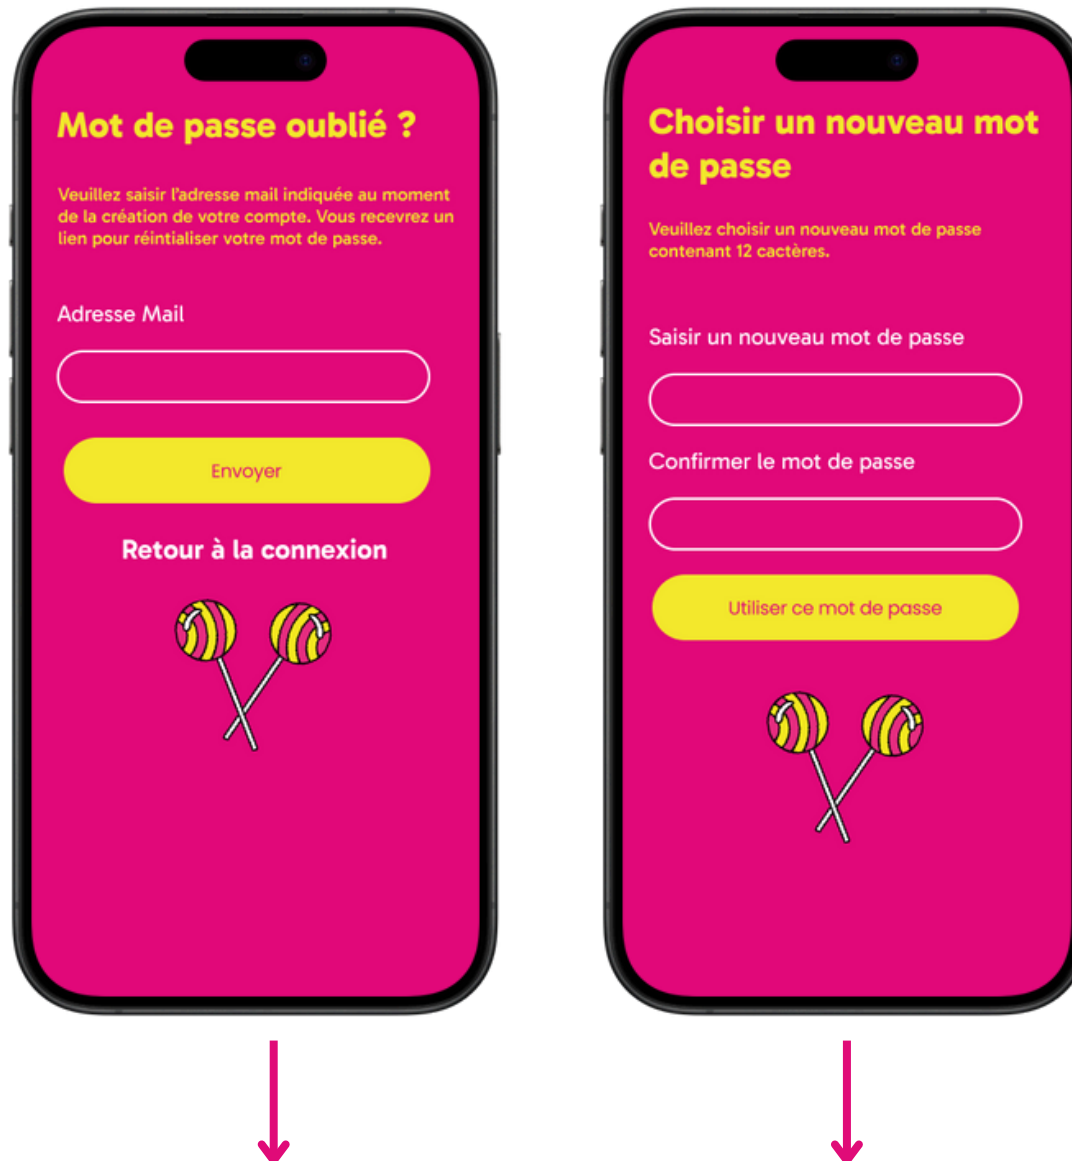 Mot de passe oublié ?
Veuillez saisir l'adresse mail indiquée au moment
de la création de votre compte. Vous recevrez un
lien pour réintialiser votre mot de passe.
Adresse Mail
Envoyer
Retour à la connexion
Choisir un nouveau mot
de passe
Veuillez choisir un nouveau mot de passe
contenant 12 cactères.
Saisir un nouveau mot de passe
Confirmer le mot de passe
Utiliser ce mot de passe